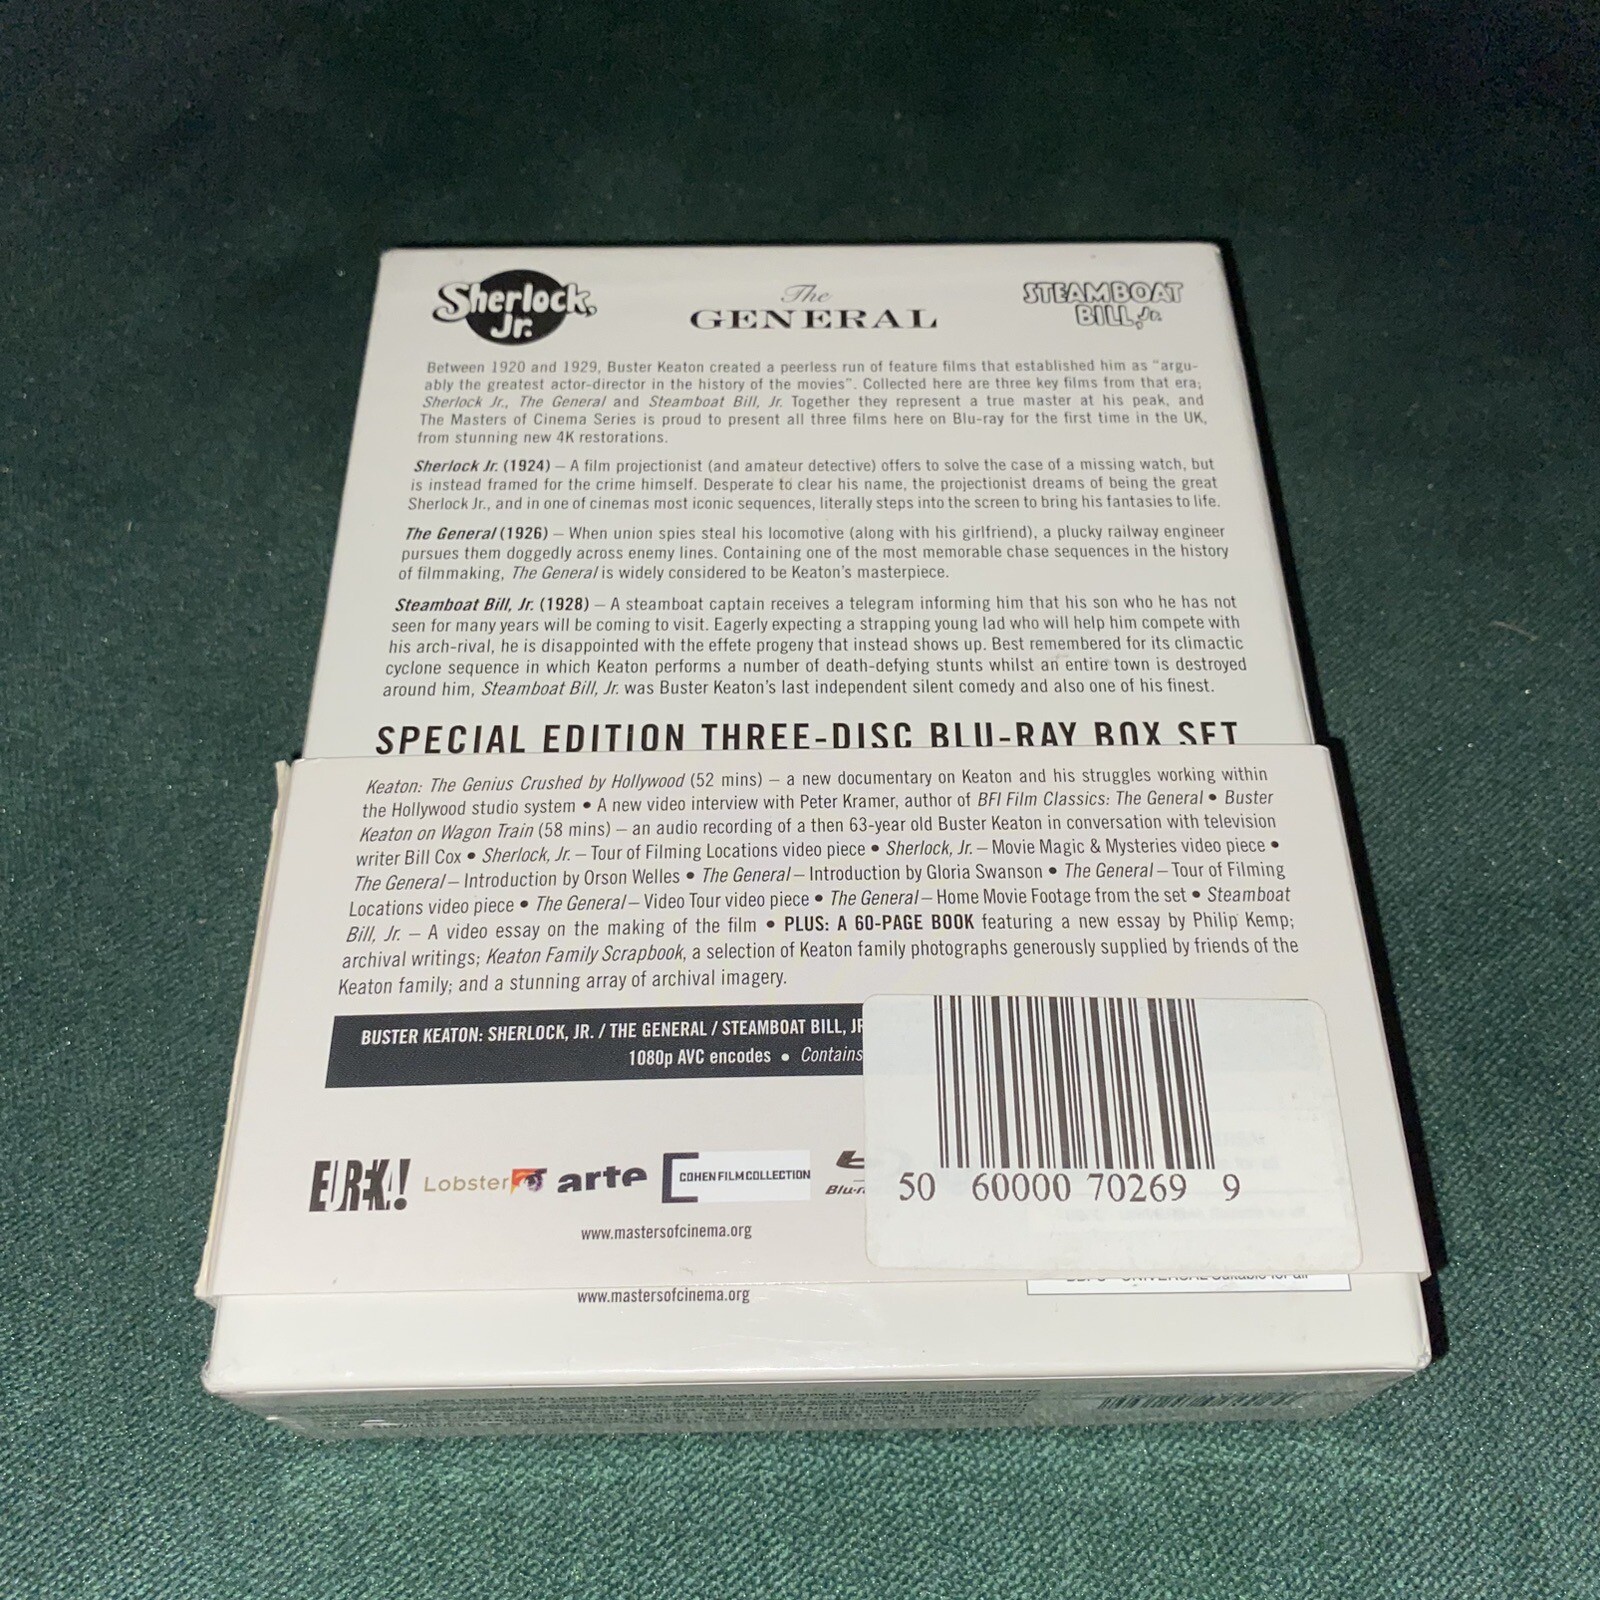 Sherlock, Jr.
The GENERAL
STEAMBOAT BILL, Jr.
Between 1920 and 1929, Buster Keaton created a peerless run of feature films that established him as “argu-
ably the greatest actor-director in the history of the movies”. Collected here are three key films from that era;
Sherlock Jr., The General and Steamboat Bill, Jr. Together they represent a true master at his peak, and
The Masters of Cinema Series is proud to present all three films here on Blu-ray for the first time in the UK,
from stunning new 4K restorations.
Sherlock Jr. (1924) – A film projectionist (and amateur detective) offers to solve the case of a missing watch, but
is instead framed for the crime himself. Desperate to clear his name, the projectionist dreams of being the great
Sherlock Jr., and in one of cinemas most iconic sequences, literally steps into the screen to bring his fantasies to life.
The General (1926) – When union spies steal his locomotive (along with his girlfriend), a plucky railway engineer
pursues them doggedly across enemy lines. Containing one of the most memorable chase sequences in the history
of filmmaking, The General is widely considered to be Keaton’s masterpiece.
Steamboat Bill, Jr. (1928) – A steamboat captain receives a telegram informing him that his son who he has not
seen for many years will be coming to visit. Eagerly expecting a strapping young lad who will help him compete with
his arch-rival, he is disappointed with the effete progeny that instead shows up. Best remembered for its climactic
cyclone sequence in which Keaton performs a number of death-defying stunts whilst an entire town is destroyed
around him, Steamboat Bill, Jr. was Buster Keaton’s last independent silent comedy and also one of his finest.
SPECIAL EDITION THREE-DISC BLU-RAY BOX SET
Keaton: The Genius Crushed by Hollywood (52 mins) – a new documentary on Keaton and his struggles working within
the Hollywood studio system • A new video interview with Peter Kramer, author of BFI Film Classics: The General • Buster
Keaton on Wagon Train (58 mins) – an audio recording of a then 63-year old Buster Keaton in conversation with television
writer Bill Cox • Sherlock, Jr. – Tour of Filming Locations video piece • Sherlock, Jr. – Movie Magic & Mysteries video piece •
The General – Introduction by Orson Welles • The General – Introduction by Gloria Swanson • The General – Tour of Filming
Locations video piece • The General – Video Tour video piece • The General – Home Movie Footage from the set • Steamboat
Bill, Jr. – A video essay on the making of the film • PLUS: A 60-PAGE BOOK featuring a new essay by Philip Kemp;
archival writings; Keaton Family Scrapbook, a selection of Keaton family photographs generously supplied by friends of the
Keaton family; and a stunning array of archival imagery.
BUSTER KEATON: SHERLOCK, JR. / THE GENERAL / STEAMBOAT BILL, JR
1080p AVC encodes • Contains
EUREKA! Lobster arte COHEN FILM COLLECTION Blu-r
50 60000 70269 9
www.mastersofcinema.org
www.mastersofcinema.org